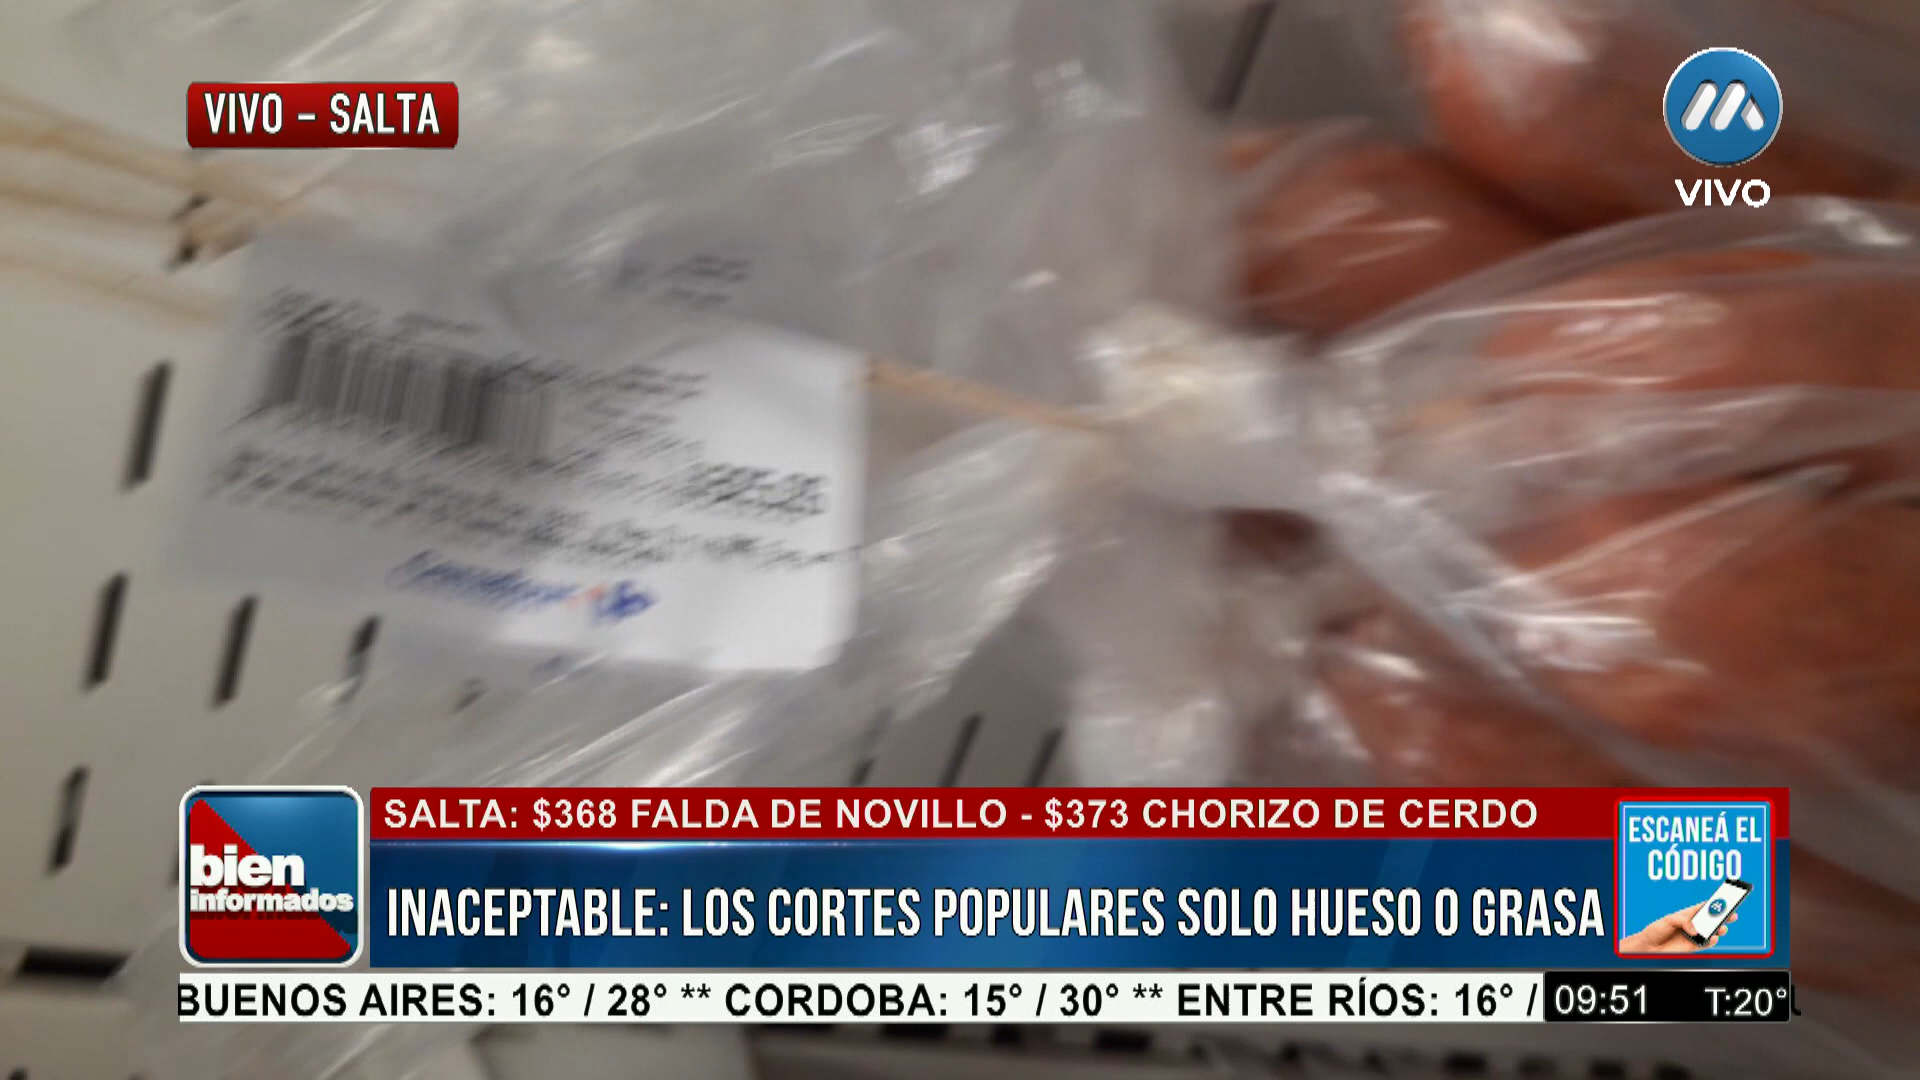 VIVO - SALTA
VIVO
SALTA: $368 FALDA DE NOVILLO - $373 CHORIZO DE CERDO
ESCANEÁ EL
CÓDIGO
bien
informados
INACEPTABLE: LOS CORTES POPULARES SOLO HUESO O GRASA
BUENOS AIRES: 16° / 28° ** CORDOBA: 15° / 30° ** ENTRE RÍOS: 16° /
09:51 T:20°